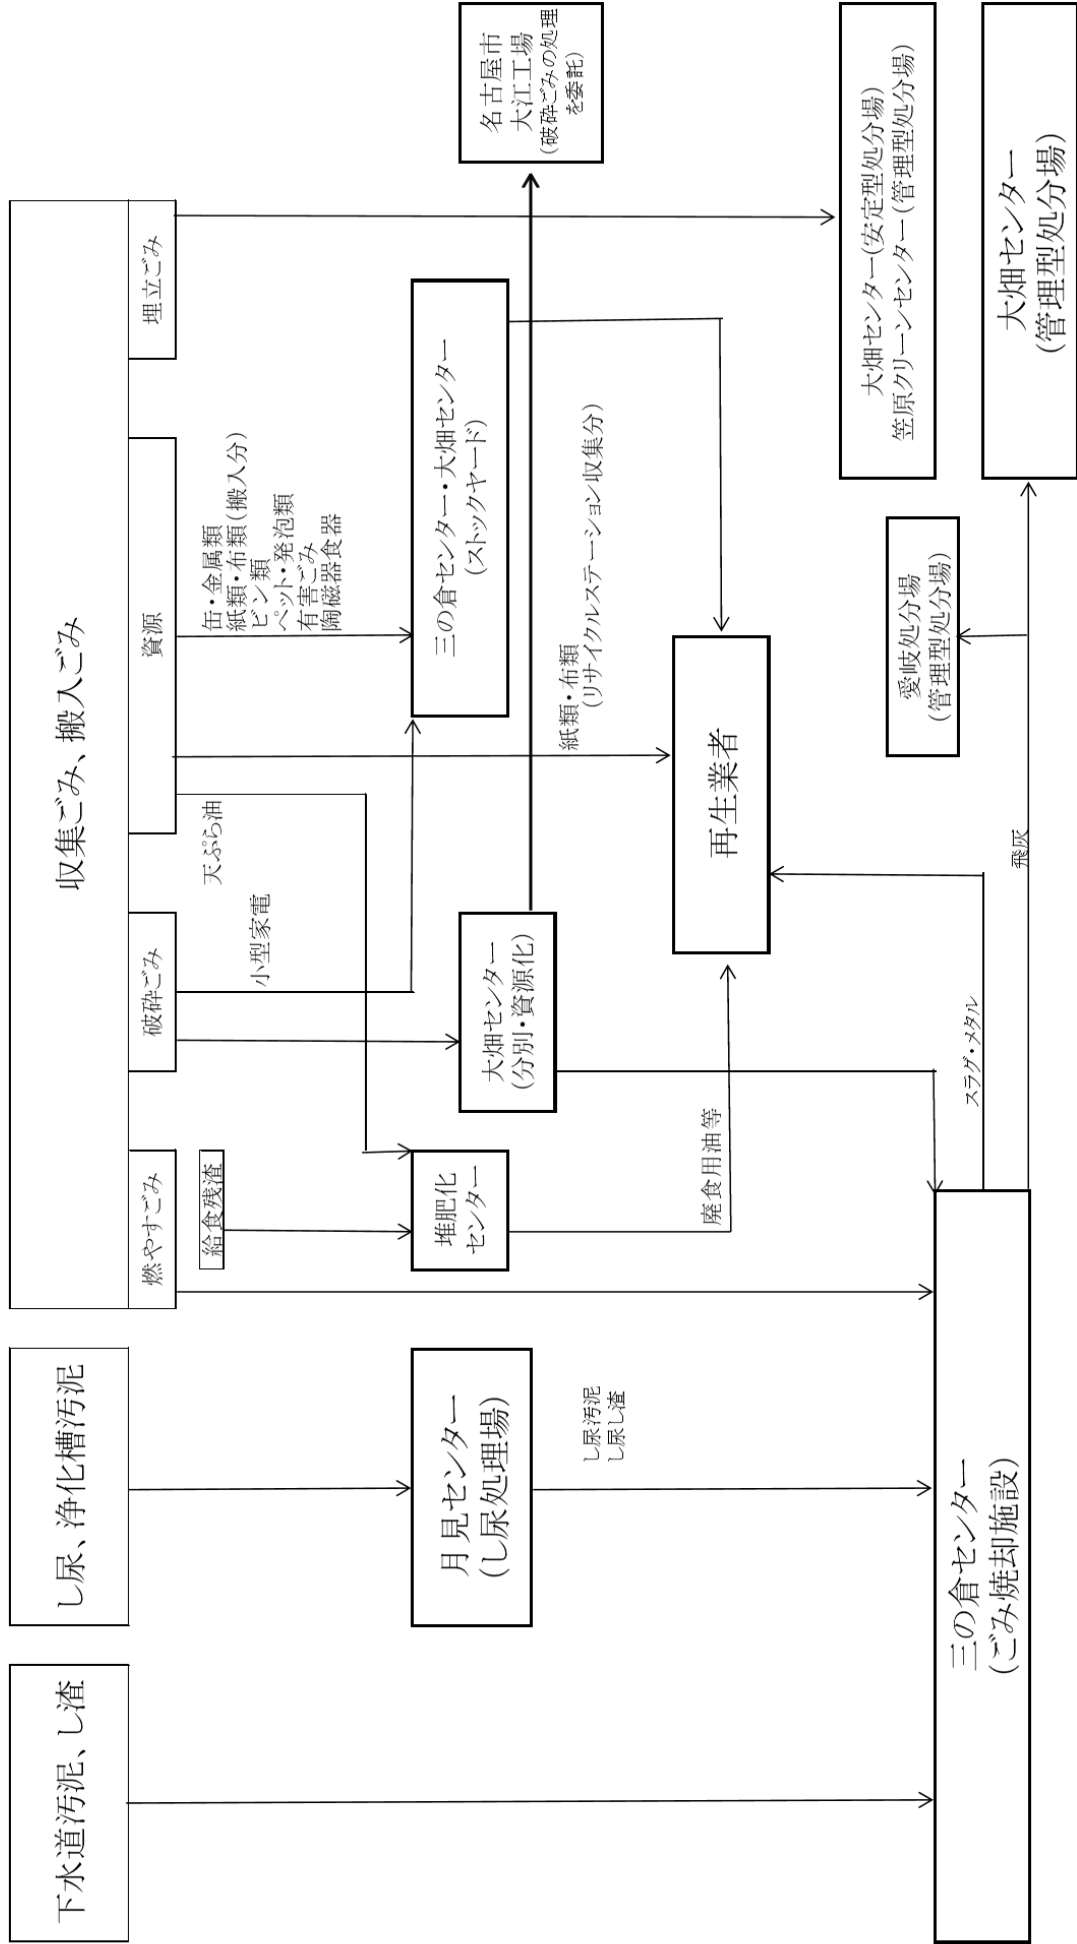 下水道汚泥、し渣
し尿、浄化槽汚泥
収集ごみ、搬入ごみ
燃やすごみ
破砕ごみ
資源
埋立ごみ
給食残渣
小型家電
天ぷら油
缶・金属類
紙類・布類(搬入分)
ビン類
ペット・発泡類
有害ごみ
陶磁器食器
月見センター
(し尿処理場)
堆肥化
センター
大畑センター
(分別・資源化)
三の倉センター・大畑センター
(ストックヤード)
名古屋市
大江工場
(破砕ごみの処理
を委託)
し尿汚泥
し尿し渣
紙類・布類
(リサイクルステーション収集分)
廃食用油等
再生業者
大畑センター(安定型処分場)
笠原クリーンセンター(管理型処分場)
愛岐処分場
(管理型処分場)
三の倉センター
(ごみ焼却施設)
スラグ・メタル
飛灰
大畑センター
(管理型処分場)